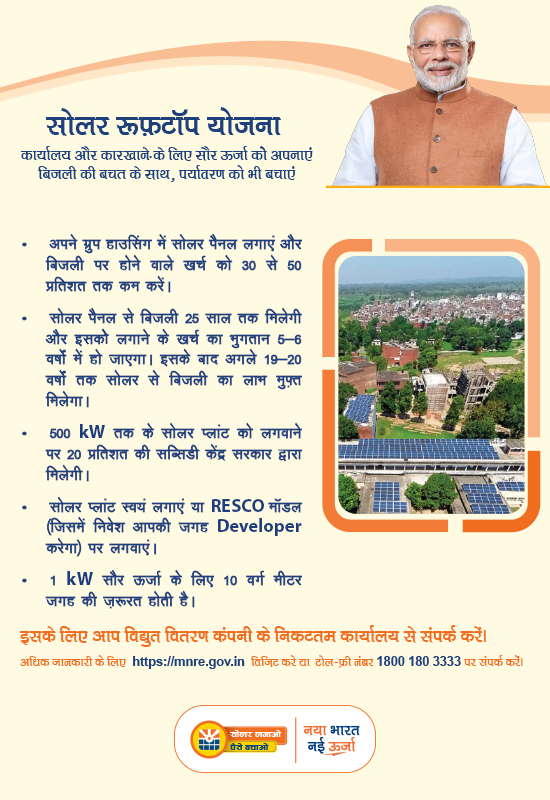 सोलर रूफ़टॉप योजना
कार्यालय और कारखाने के लिए सौर ऊर्जा को अपनाएं
बिजली की बचत के साथ, पर्यावरण को भी बचाएं
• अपने ग्रुप हाउसिंग में सोलर पैनल लगाएं और
बिजली पर होने वाले खर्च को 30 से 50
प्रतिशत तक कम करें।
• सोलर पैनल से बिजली 25 साल तक मिलेगी
और इसको लगाने के खर्च का भुगतान 5–6
वर्षों में हो जाएगा। इसके बाद अगले 19–20
वर्षों तक सोलर से बिजली का लाभ मुफ़्त
मिलेगा।
• 500 kW तक के सोलर प्लांट को लगवाने
पर 20 प्रतिशत की सब्सिडी केंद्र सरकार द्वारा
मिलेगी।
• सोलर प्लांट स्वयं लगाएं या RESCO मॉडल
(जिसमें निवेश आपकी जगह Developer
करेगा) पर लगवाएं।
• 1 kW सौर ऊर्जा के लिए 10 वर्ग मीटर
जगह की ज़रूरत होती है।
इसके लिए आप विद्युत वितरण कंपनी के निकटतम कार्यालय से संपर्क करें।
अधिक जानकारी के लिए https://mnre.gov.in विज़िट करे या टोल-फ्री नंबर 1800 180 3333 पर संपर्क करें।
सोलर लगाओ
पैसे बचाओ
नया भारत
नई ऊर्जा